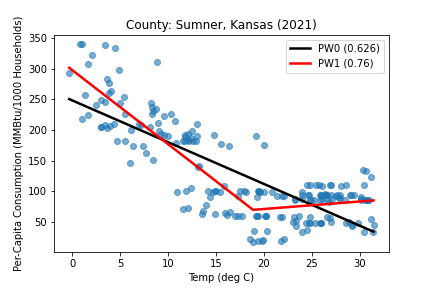 County: Sumner, Kansas (2021)
PW0 (0.626)
PW1 (0.76)
Per-Capita Consumption (MMBtu/1000 Households)
350
300
250
200
150
100
50
0 5 10 15 20 25 30
Temp (deg C)